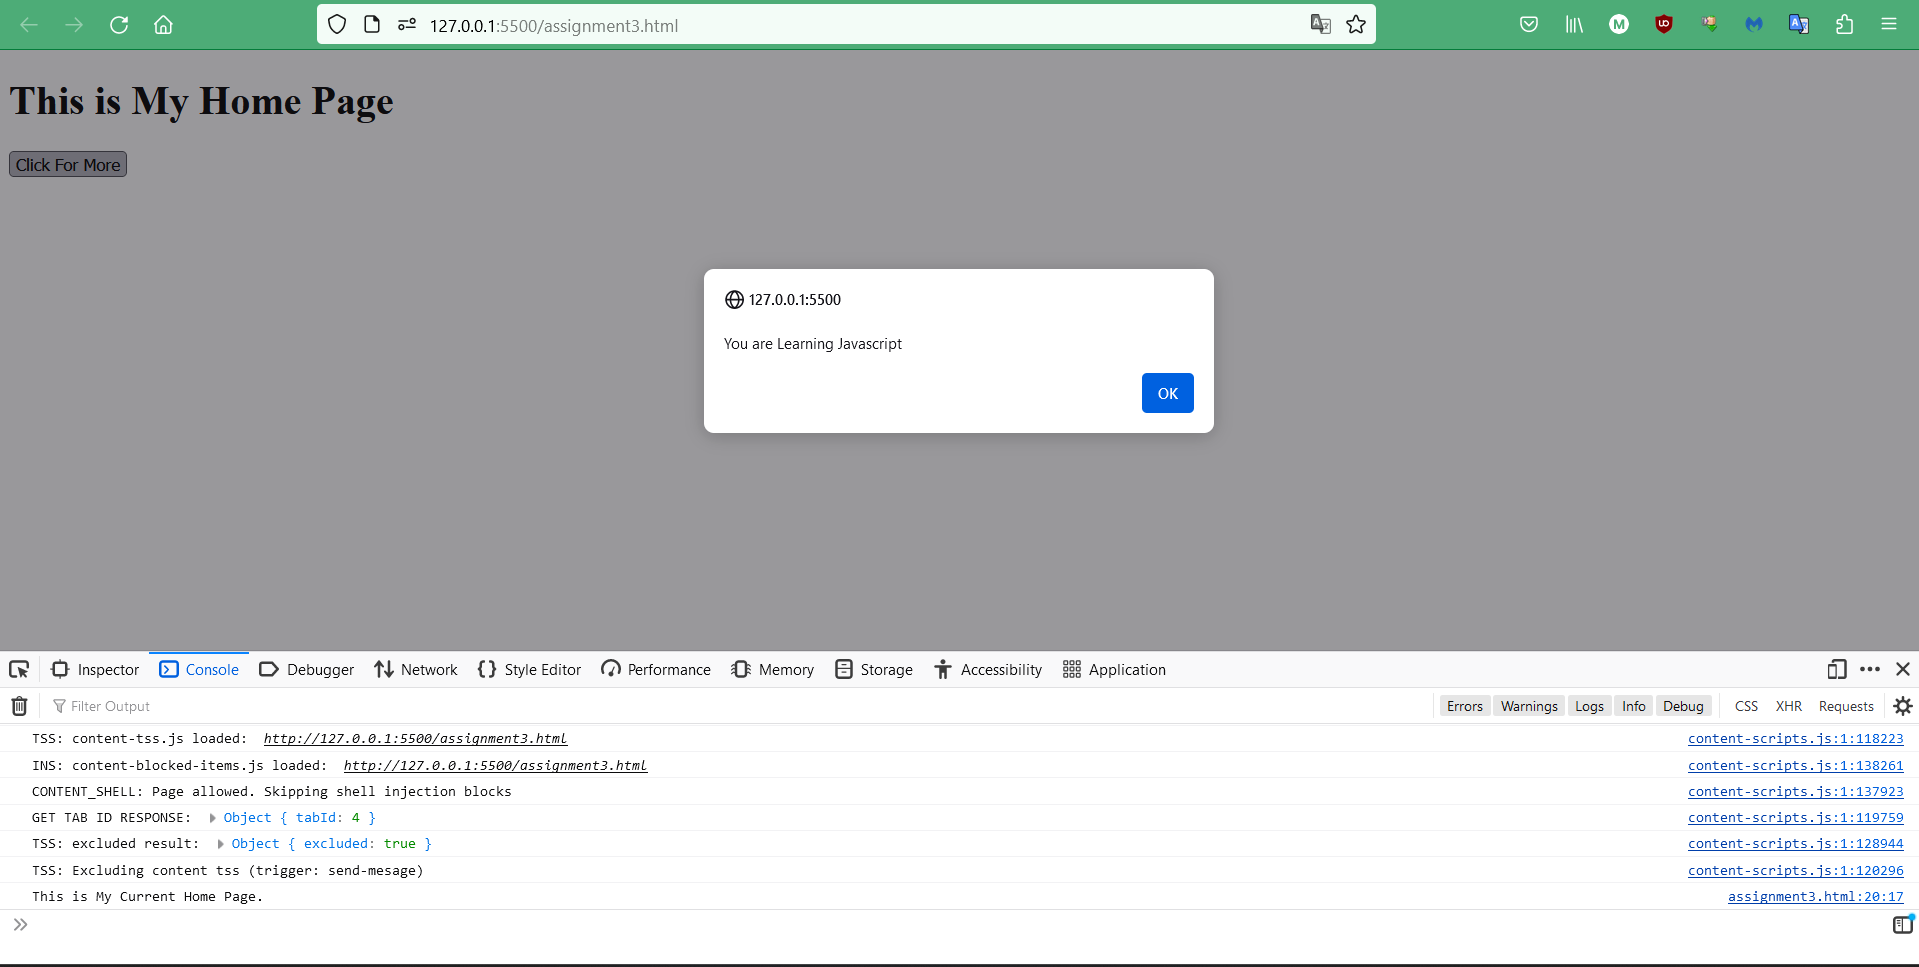 127.0.0.1:5500/assignment3.html
This is My Home Page
Click For More
127.0.0.1:5500
You are Learning Javascript
OK
Inspector Console Debugger Network Style Editor Performance Memory Storage Accessibility Application
Filter Output Errors Warnings Logs Info Debug CSS XHR Requests
TSS: content-tss.js loaded: http://127.0.0.1:5500/assignment3.html content-scripts.js:1:118223
INS: content-blocked-items.js loaded: http://127.0.0.1:5500/assignment3.html content-scripts.js:1:138261
CONTENT_SHELL: Page allowed. Skipping shell injection blocks content-scripts.js:1:137923
GET TAB ID RESPONSE: Object { tabId: 4 } content-scripts.js:1:119759
TSS: excluded result: Object { excluded: true } content-scripts.js:1:128944
TSS: Excluding content tss (trigger: send-mesage) content-scripts.js:1:120296
This is My Current Home Page. assignment3.html:20:17